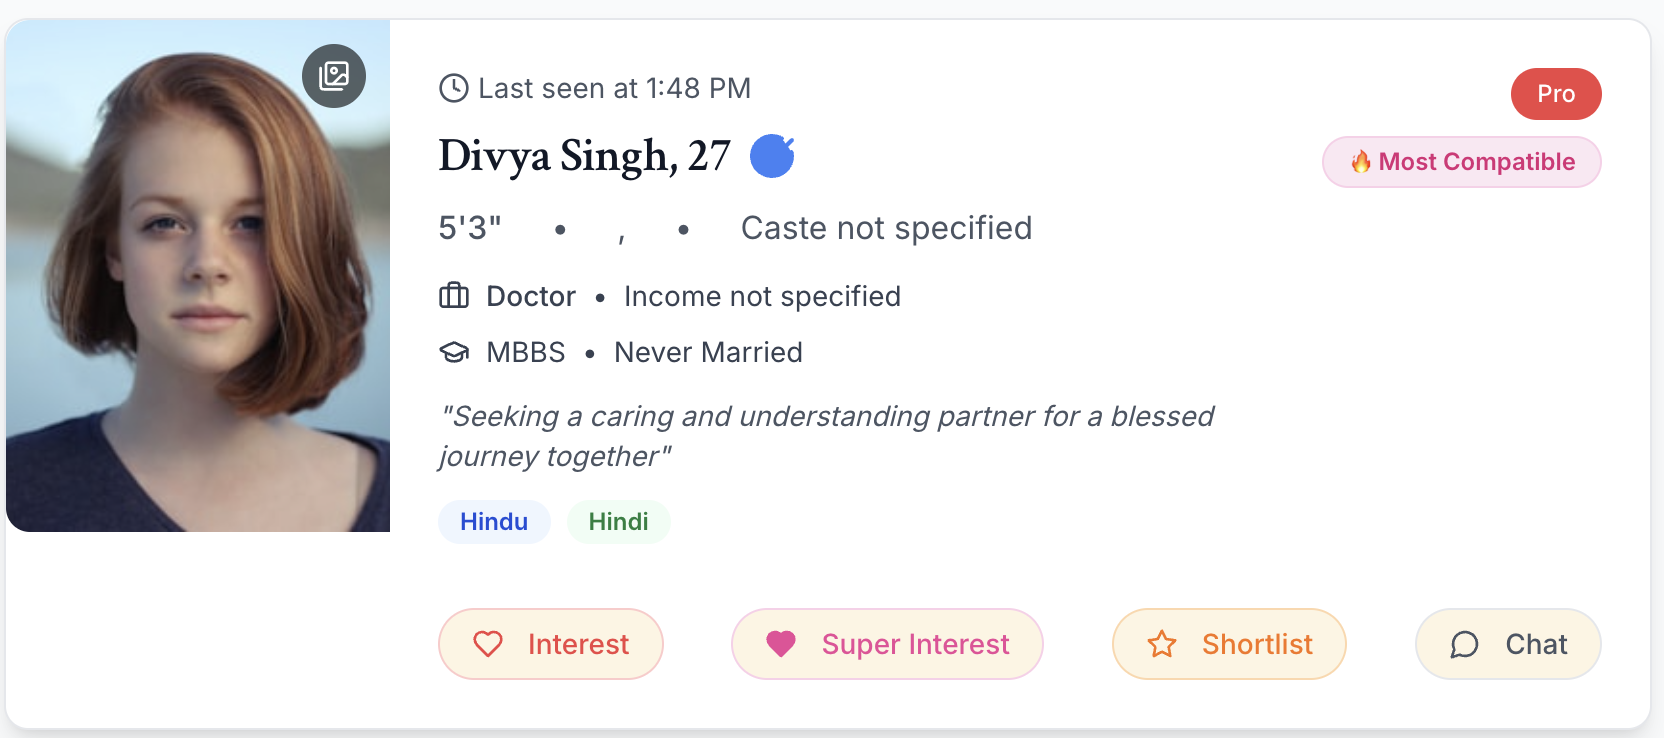 Last seen at 1:48 PM
Pro
Divya Singh, 27
🔥 Most Compatible
5'3" • , • Caste not specified
Doctor • Income not specified
MBBS • Never Married
"Seeking a caring and understanding partner for a blessed
journey together"
Hindu Hindi
Interest Super Interest Shortlist Chat